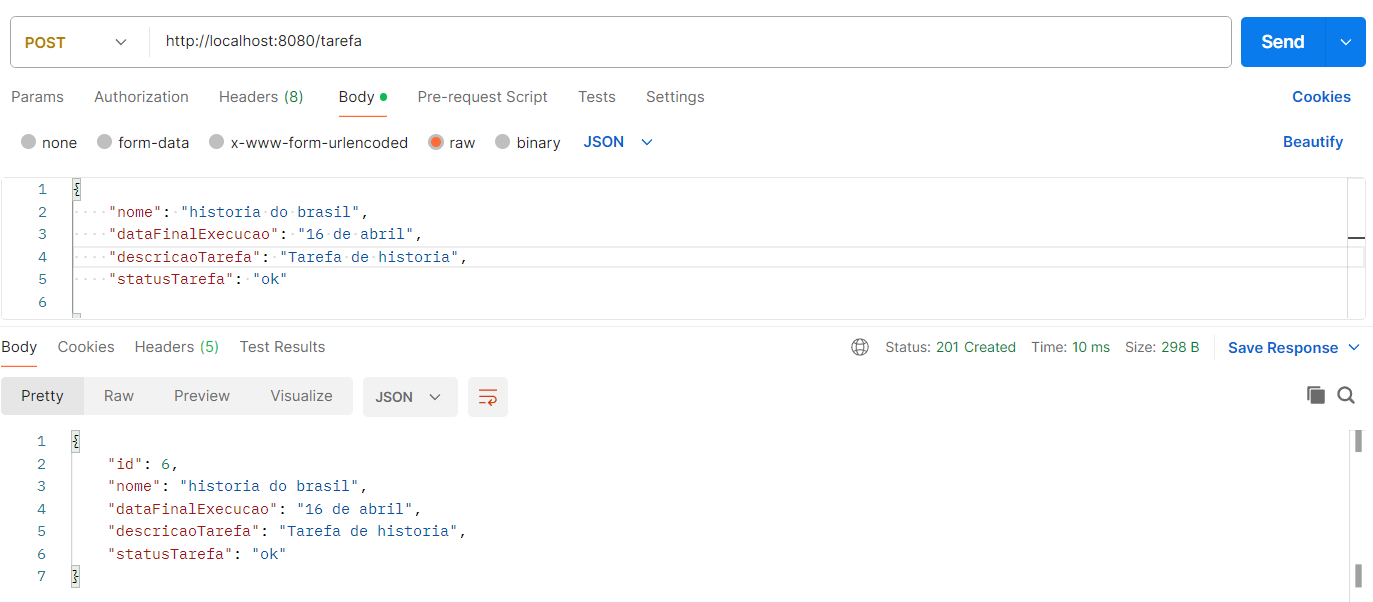 POST http://localhost:8080/tarefa Send
Params Authorization Headers (8) Body Pre-request Script Tests Settings Cookies
none form-data x-www-form-urlencoded raw binary JSON Beautify
1 {
2 "nome": "historia do brasil",
3 "dataFinalExecucao": "16 de abril",
4 "descricaoTarefa": "Tarefa de historia",
5 "statusTarefa": "ok"
6
Body Cookies Headers (5) Test Results Status: 201 Created Time: 10 ms Size: 298 B Save Response
Pretty Raw Preview Visualize JSON
1 {
2 "id": 6,
3 "nome": "historia do brasil",
4 "dataFinalExecucao": "16 de abril",
5 "descricaoTarefa": "Tarefa de historia",
6 "statusTarefa": "ok"
7 }